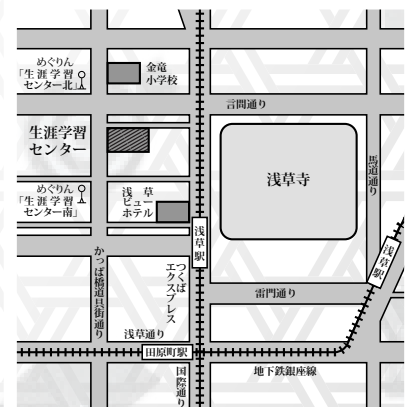 めぐりん
「生涯学習
センター北」
金竜
小学校
言問通り
生涯学習
センター
浅草寺
馬道通り
めぐりん
「生涯学習
センター南」
浅草
ビュー
ホテル
浅草駅
浅草駅
かっぱ橋道具街通り
つくば
エクスプレス
雷門通り
浅草通り
田原町駅
国際通り
地下鉄銀座線